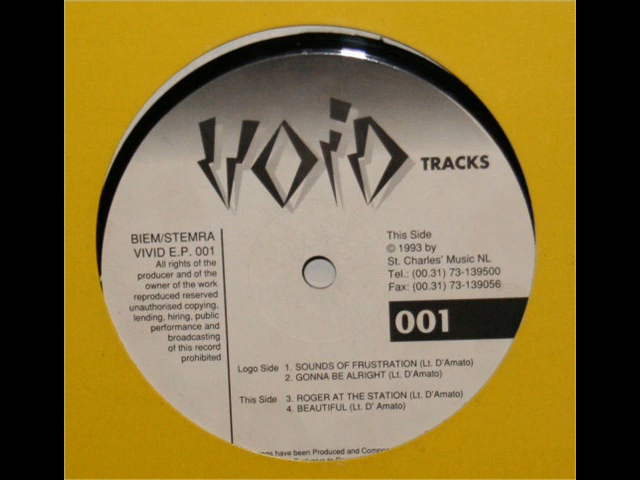 VOID TRACKS
BIEM/STEMRA
VIVID E.P. 001
All rights of the
producer and of the
owner of the work
reproduced reserved
unauthorised copying,
lending, hiring, public
performance and
broadcasting
of this record
prohibited
This Side
© 1993 by
St. Charles' Music NL
Tel.: (00.31) 73-139500
Fax: (00.31) 73-139056
001
Logo Side 1. SOUNDS OF FRUSTRATION (Lt. D'Amato)
2. GONNA BE ALRIGHT (Lt. D'Amato)
This Side 3. ROGER AT THE STATION (Lt. D'Amato)
4. BEAUTIFUL (Lt. D' Amato)
have been Produced and